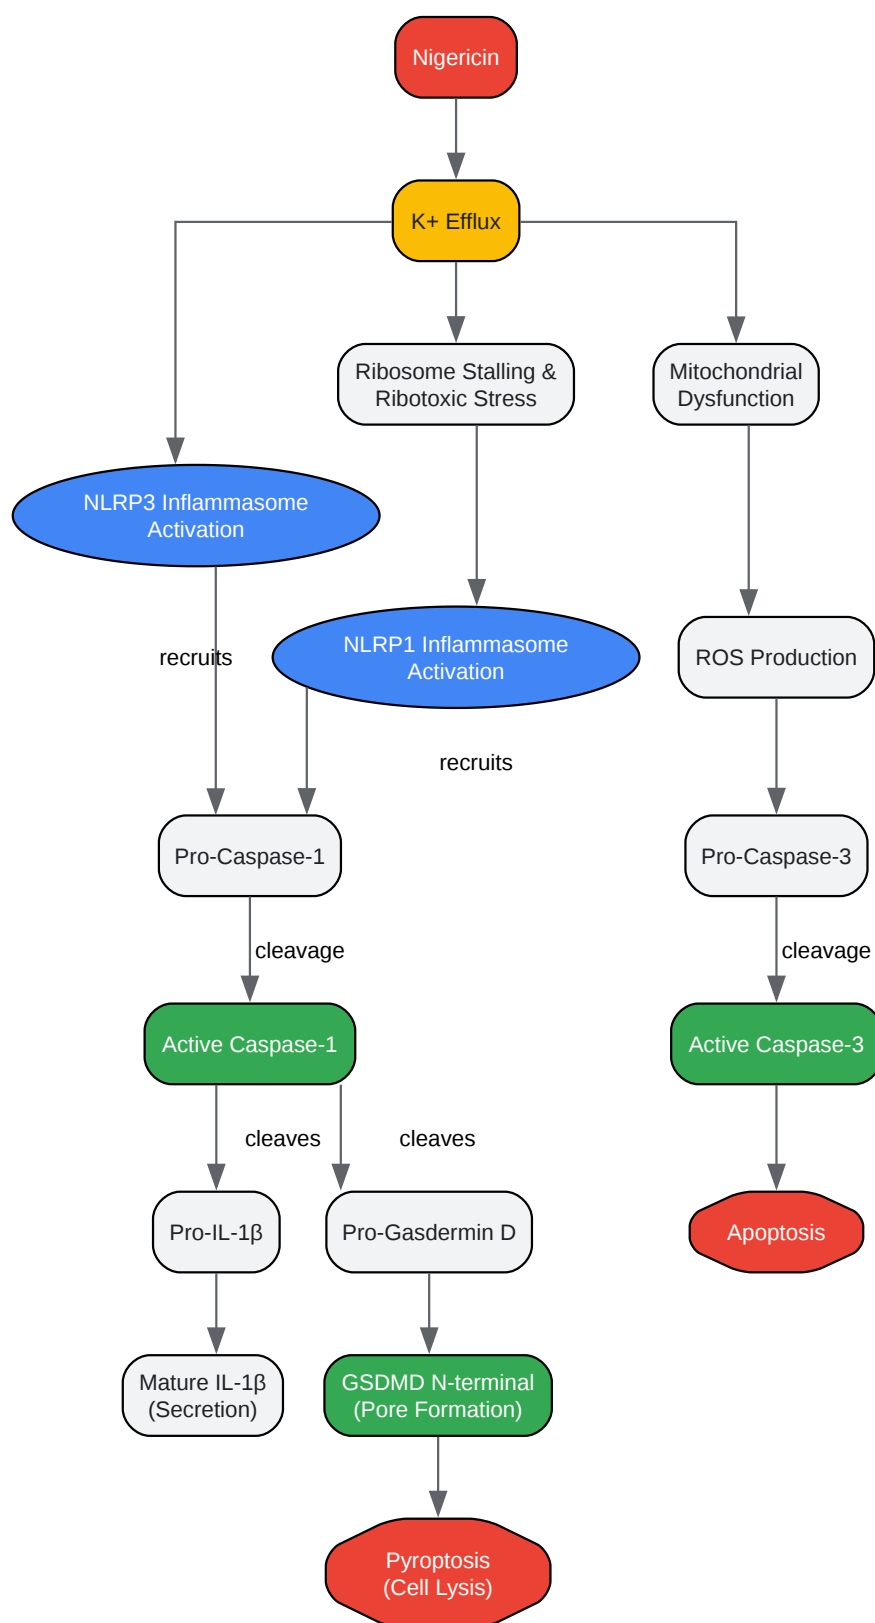 Nigericin
K+ Efflux
Ribosome Stalling &
Ribotoxic Stress
Mitochondrial
Dysfunction
NLRP3 Inflammasome
Activation
NLRP1 Inflammasome
Activation
recruits
ROS Production
recruits
Pro-Caspase-1
Pro-Caspase-3
cleavage
cleavage
Active Caspase-1
Active Caspase-3
cleaves
cleaves
Pro-IL-1β
Pro-Gasdermin D
Apoptosis
Mature IL-1β
(Secretion)
GSDMD N-terminal
(Pore Formation)
Pyroptosis
(Cell Lysis)